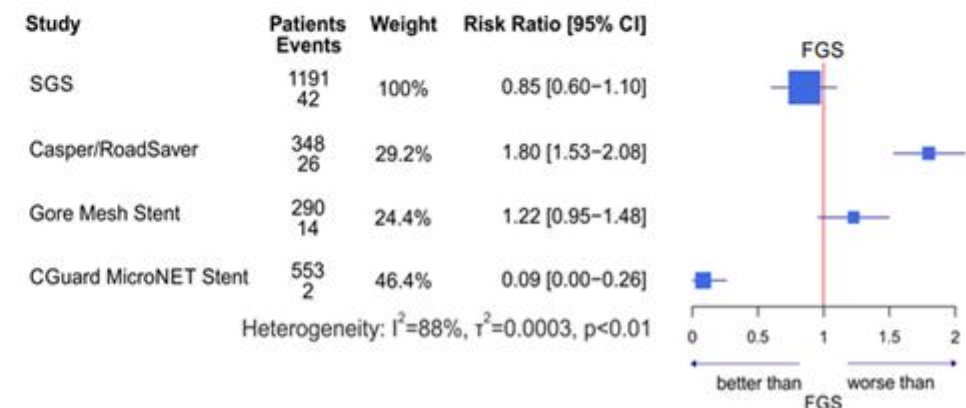 Study Patients Events Weight Risk Ratio [95% CI]
FGS
SGS 1191 42 100% 0.85 [0.60−1.10]
Casper/RoadSaver 348 26 29.2% 1.80 [1.53−2.08]
Gore Mesh Stent 290 14 24.4% 1.22 [0.95−1.48]
CGuard MicroNET Stent 553 2 46.4% 0.09 [0.00−0.26]
Heterogeneity: I²=88%, τ²=0.0003, p<0.01
0 0.5 1 1.5 2
better than worse than
FGS